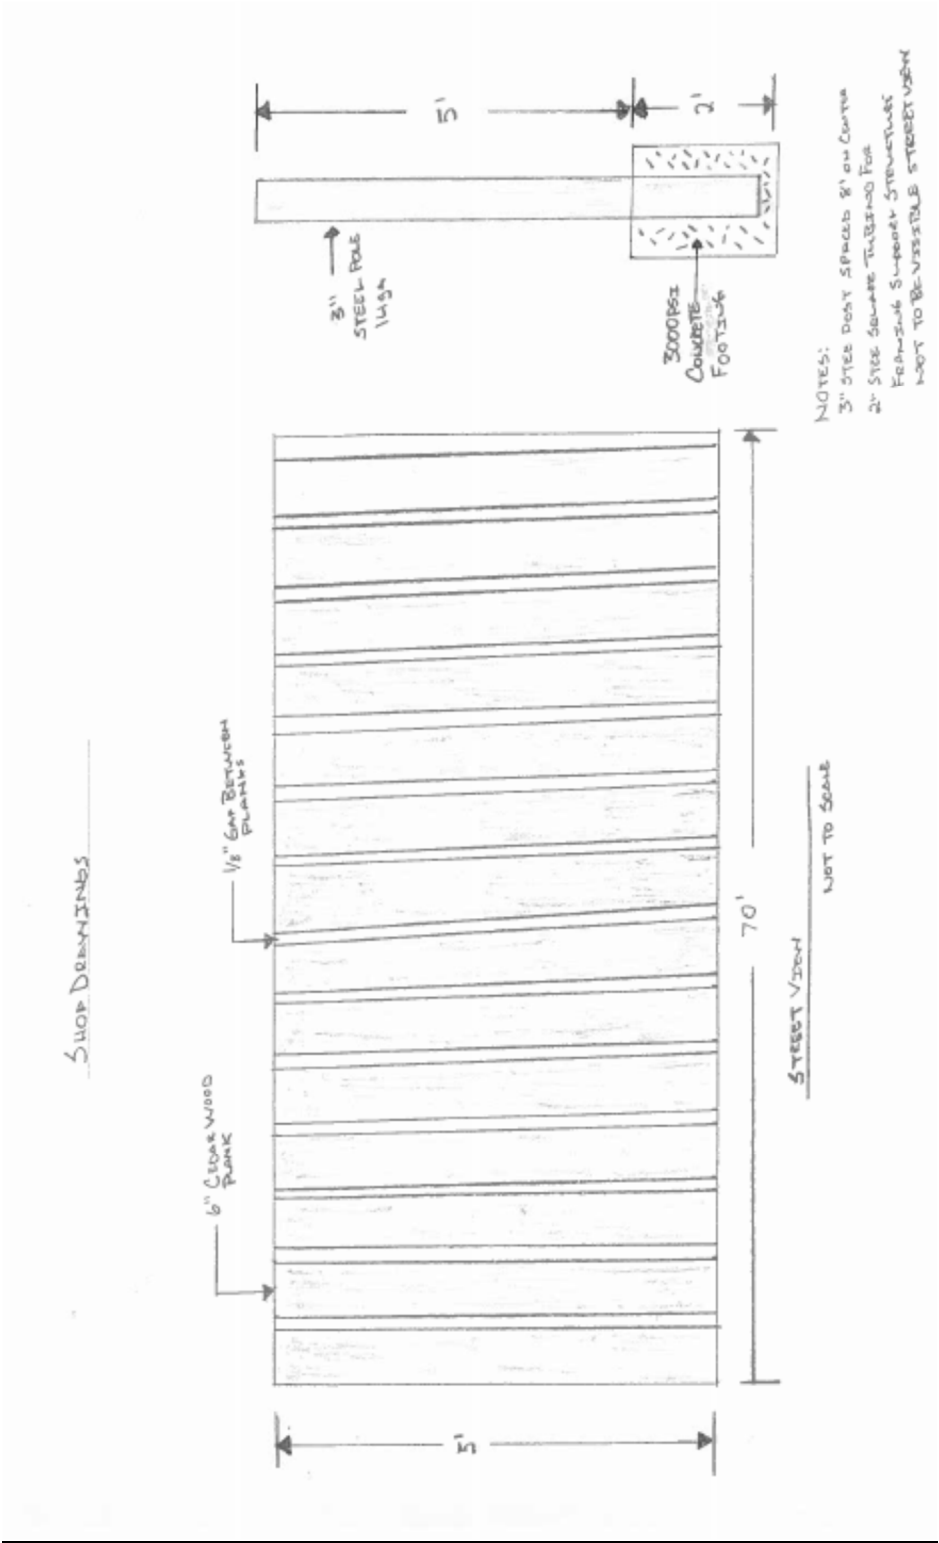 SHOP DRAWINGS
6" CEDAR WOOD
PLANK
1/8" GAP BETWEEN
PLANKS
5'
70'
STREET VIEW
NOT TO SCALE
3"
STEEL POLE
14GA
5'
2'
3000PSI
CONCRETE
FOOTING
NOTES:
3" STEE POST SPACED 8' ON CENTER
2" STEE SQUARE TUBING FOR
FRAMING SUPPORT STRUCTURE
NOT TO BE VISIBLE STREET VIEW